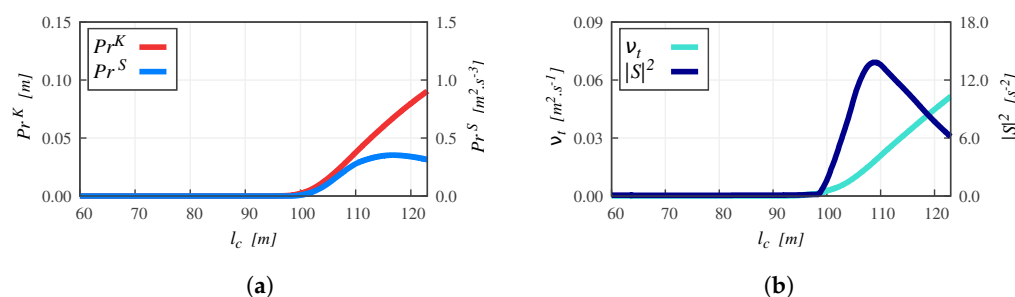 0.15 1.5 0.09 18.0
Pr^K ν_t
Pr^S |S|^2
0.10 1.0 0.06 12.0
Pr^K [m] Pr^S [m^2.s^-3] ν_t [m^2.s^-1] |S|^2 [s^-2]
0.05 0.5 0.03 6.0
0.00 0.0 0.00 0.0
60 70 80 90 100 110 120 60 70 80 90 100 110 120
l_c [m] l_c [m]
(a) (b)